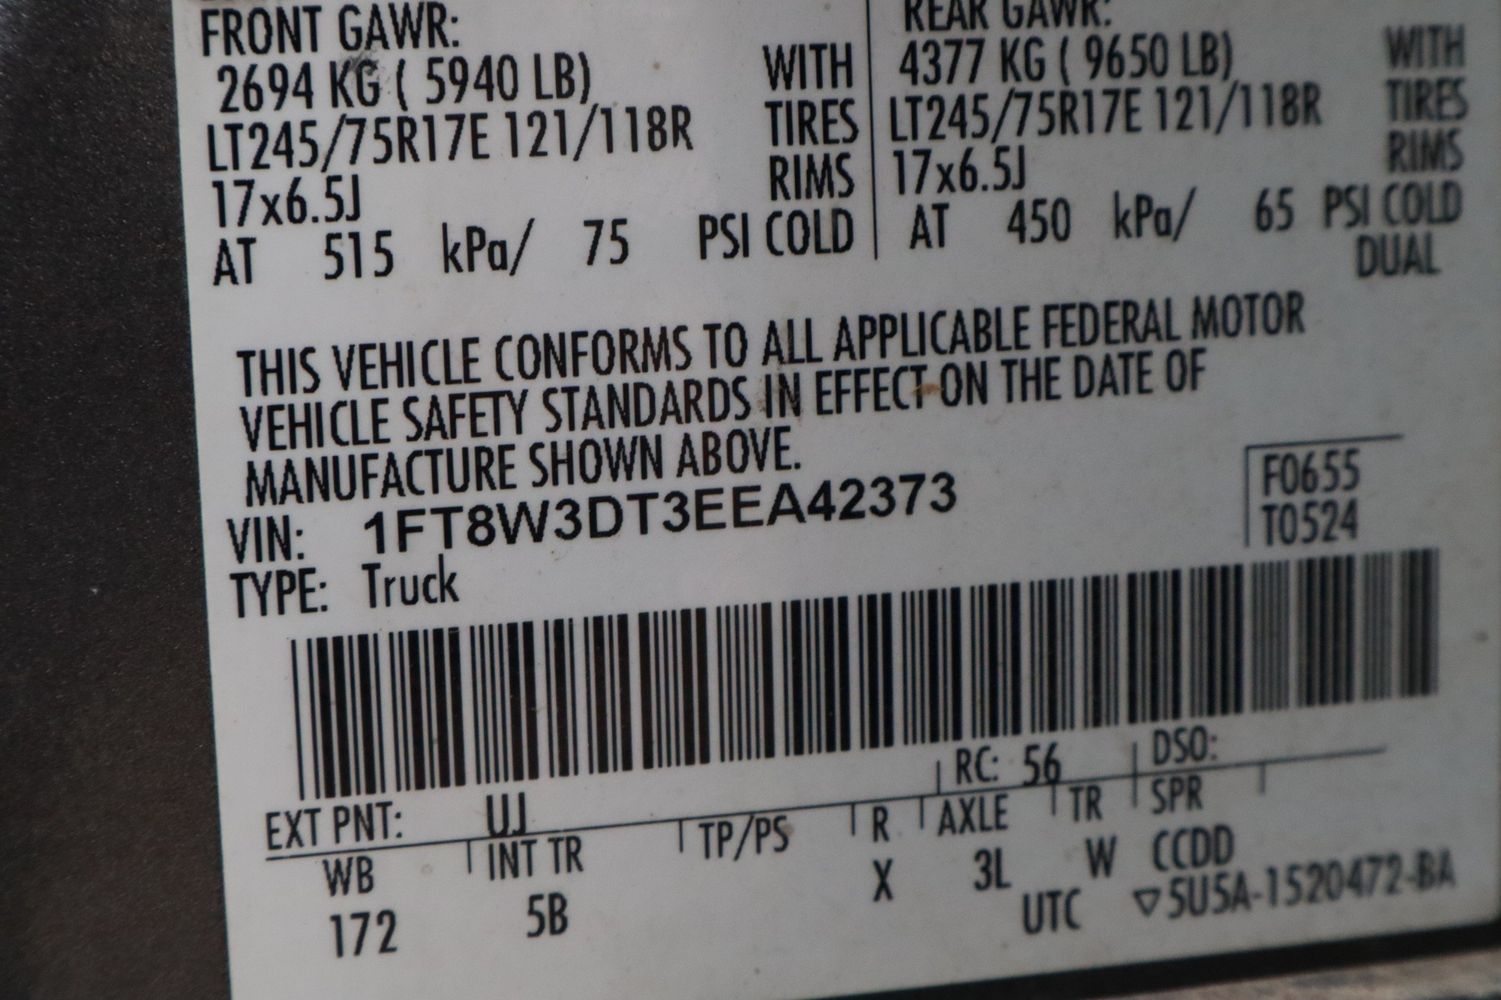 FRONT GAWR:
2694 KG ( 5940 LB) WITH
LT245/75R17E 121/118R TIRES
17x6.5J RIMS
AT 515 kPa/ 75 PSI COLD
REAR GAWR:
4377 KG ( 9650 LB) WITH
LT245/75R17E 121/118R TIRES
17x6.5J RIMS
AT 450 kPa/ 65 PSI COLD
DUAL
THIS VEHICLE CONFORMS TO ALL APPLICABLE FEDERAL MOTOR
VEHICLE SAFETY STANDARDS IN EFFECT ON THE DATE OF
MANUFACTURE SHOWN ABOVE.
VIN: 1FT8W3DT3EEA42373
F0655
T0524
TYPE: Truck
EXT PNT: UJ RC: 56 DSO:
WB INT TR TP/PS R AXLE TR SPR
172 5B X 3L W CCDD
UTC ▽5U5A-1520472-BA